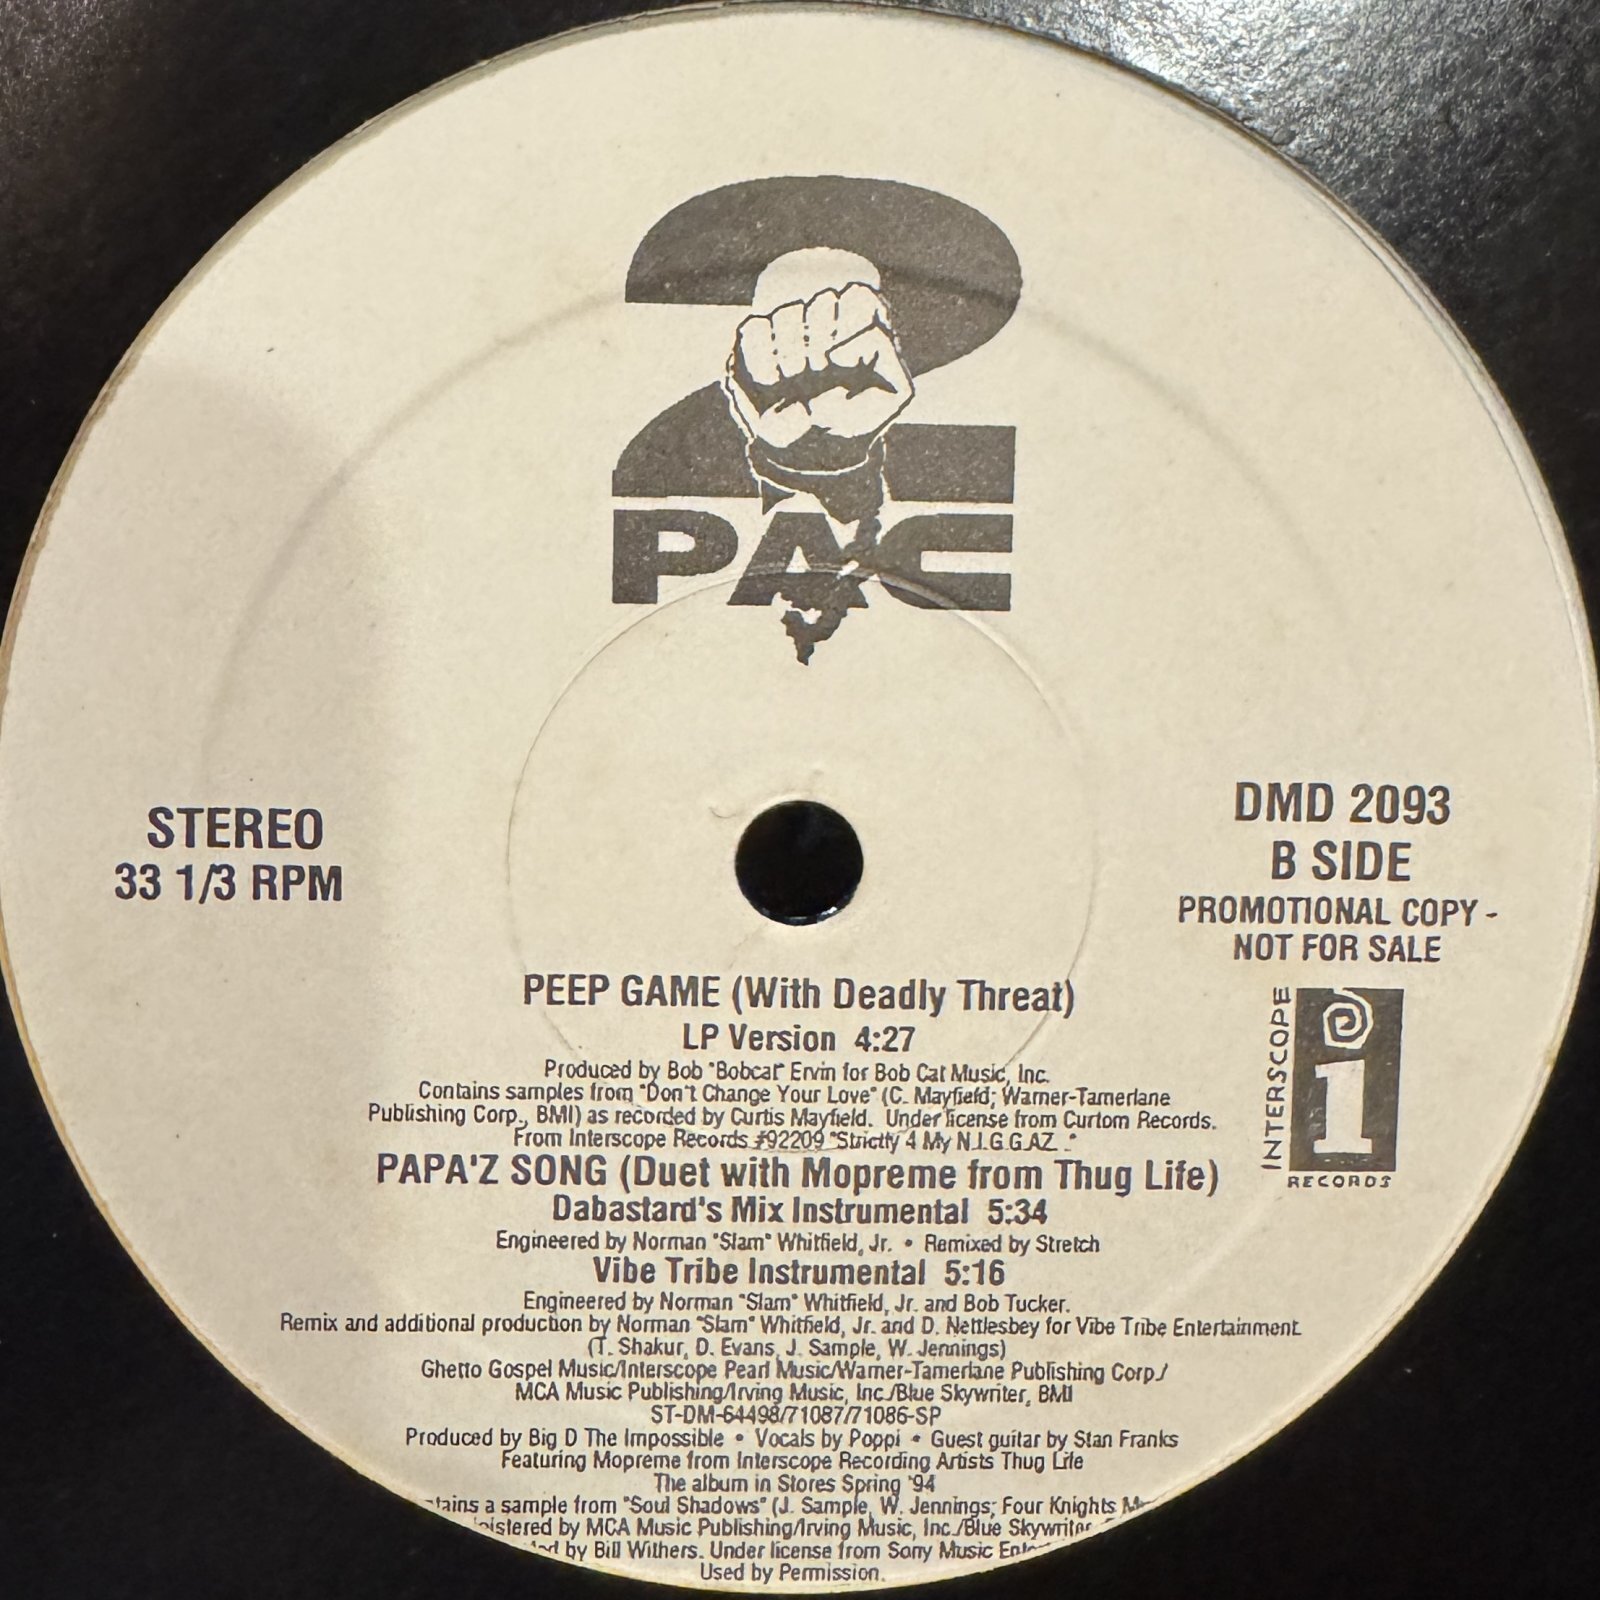 2
PAC
STEREO
33 1/3 RPM
DMD 2093
B SIDE
PROMOTIONAL COPY -
NOT FOR SALE
INTERSCOPE
i
RECORDS
PEEP GAME (With Deadly Threat)
LP Version 4:27
Produced by Bob "Bobcat" Ervin for Bob Cat Music, Inc.
Contains samples from "Don't Change Your Love" (C. Mayfield; Warner-Tamerlane
Publishing Corp., BMI) as recorded by Curtis Mayfield. Under license from Curtom Records.
From Interscope Records #92209 "Strictly 4 My N.I.G.G.A.Z..."
PAPA'Z SONG (Duet with Mopreme from Thug Life)
Dabastard's Mix Instrumental 5:34
Engineered by Norman "Slam" Whitfield, Jr. • Remixed by Stretch
Vibe Tribe Instrumental 5:16
Engineered by Norman "Slam" Whitfield, Jr. and Bob Tucker.
Remix and additional production by Norman "Slam" Whitfield, Jr. and D. Nettlesbey for Vibe Tribe Entertainment.
(T. Shakur, D. Evans, J. Sample, W. Jennings)
Ghetto Gospel Music/Interscope Pearl Music/Warner-Tamerlane Publishing Corp./
MCA Music Publishing/Irving Music, Inc./Blue Skywriter, BMI
ST-DM-64498/71087/71086-SP
Produced by Big D The Impossible • Vocals by Poppi • Guest guitar by Stan Franks
Featuring Mopreme from Interscope Recording Artists Thug Life
The album in Stores Spring '94
a sample from "Soul Shadows" (J. Sample, W. Jennings; Four Knights
by MCA Music Publishing/Irving Music, Inc./Blue Skywriter
by Bill Withers. Under license from Sony Music
Used by Permission.